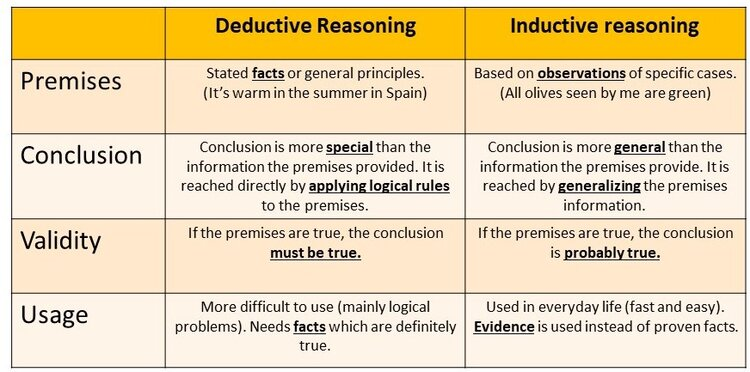 Deductive Reasoning
Inductive reasoning
Premises
Stated facts or general principles.
(It's warm in the summer in Spain)
Based on observations of specific cases.
(All olives seen by me are green)
Conclusion
Conclusion is more special than the
information the premises provided. It is
reached directly by applying logical rules
to the premises.
Conclusion is more general than the
information the premises provide. It is
reached by generalizing the premises
information.
Validity
If the premises are true, the conclusion
must be true.
If the premises are true, the conclusion
is probably true.
Usage
More difficult to use (mainly logical
problems). Needs facts which are definitely
true.
Used in everyday life (fast and easy).
Evidence is used instead of proven facts.